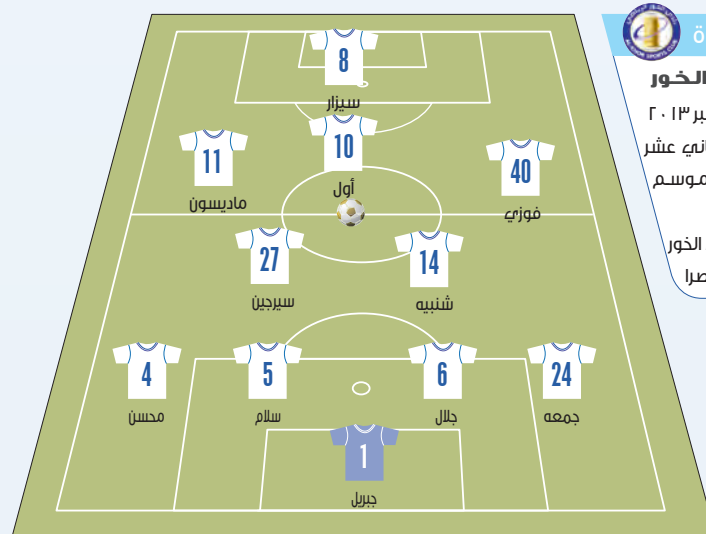 8
سيزار
10
أول
11
ماديسون
40
فوزي
27
سيرجين
14
شنبيه
4
محسن
5
سلام
6
جلال
24
جمعه
1
جبريل
ة
الخور
بر ٢٠١٣
اني عشر
موسم
الخور
صرا